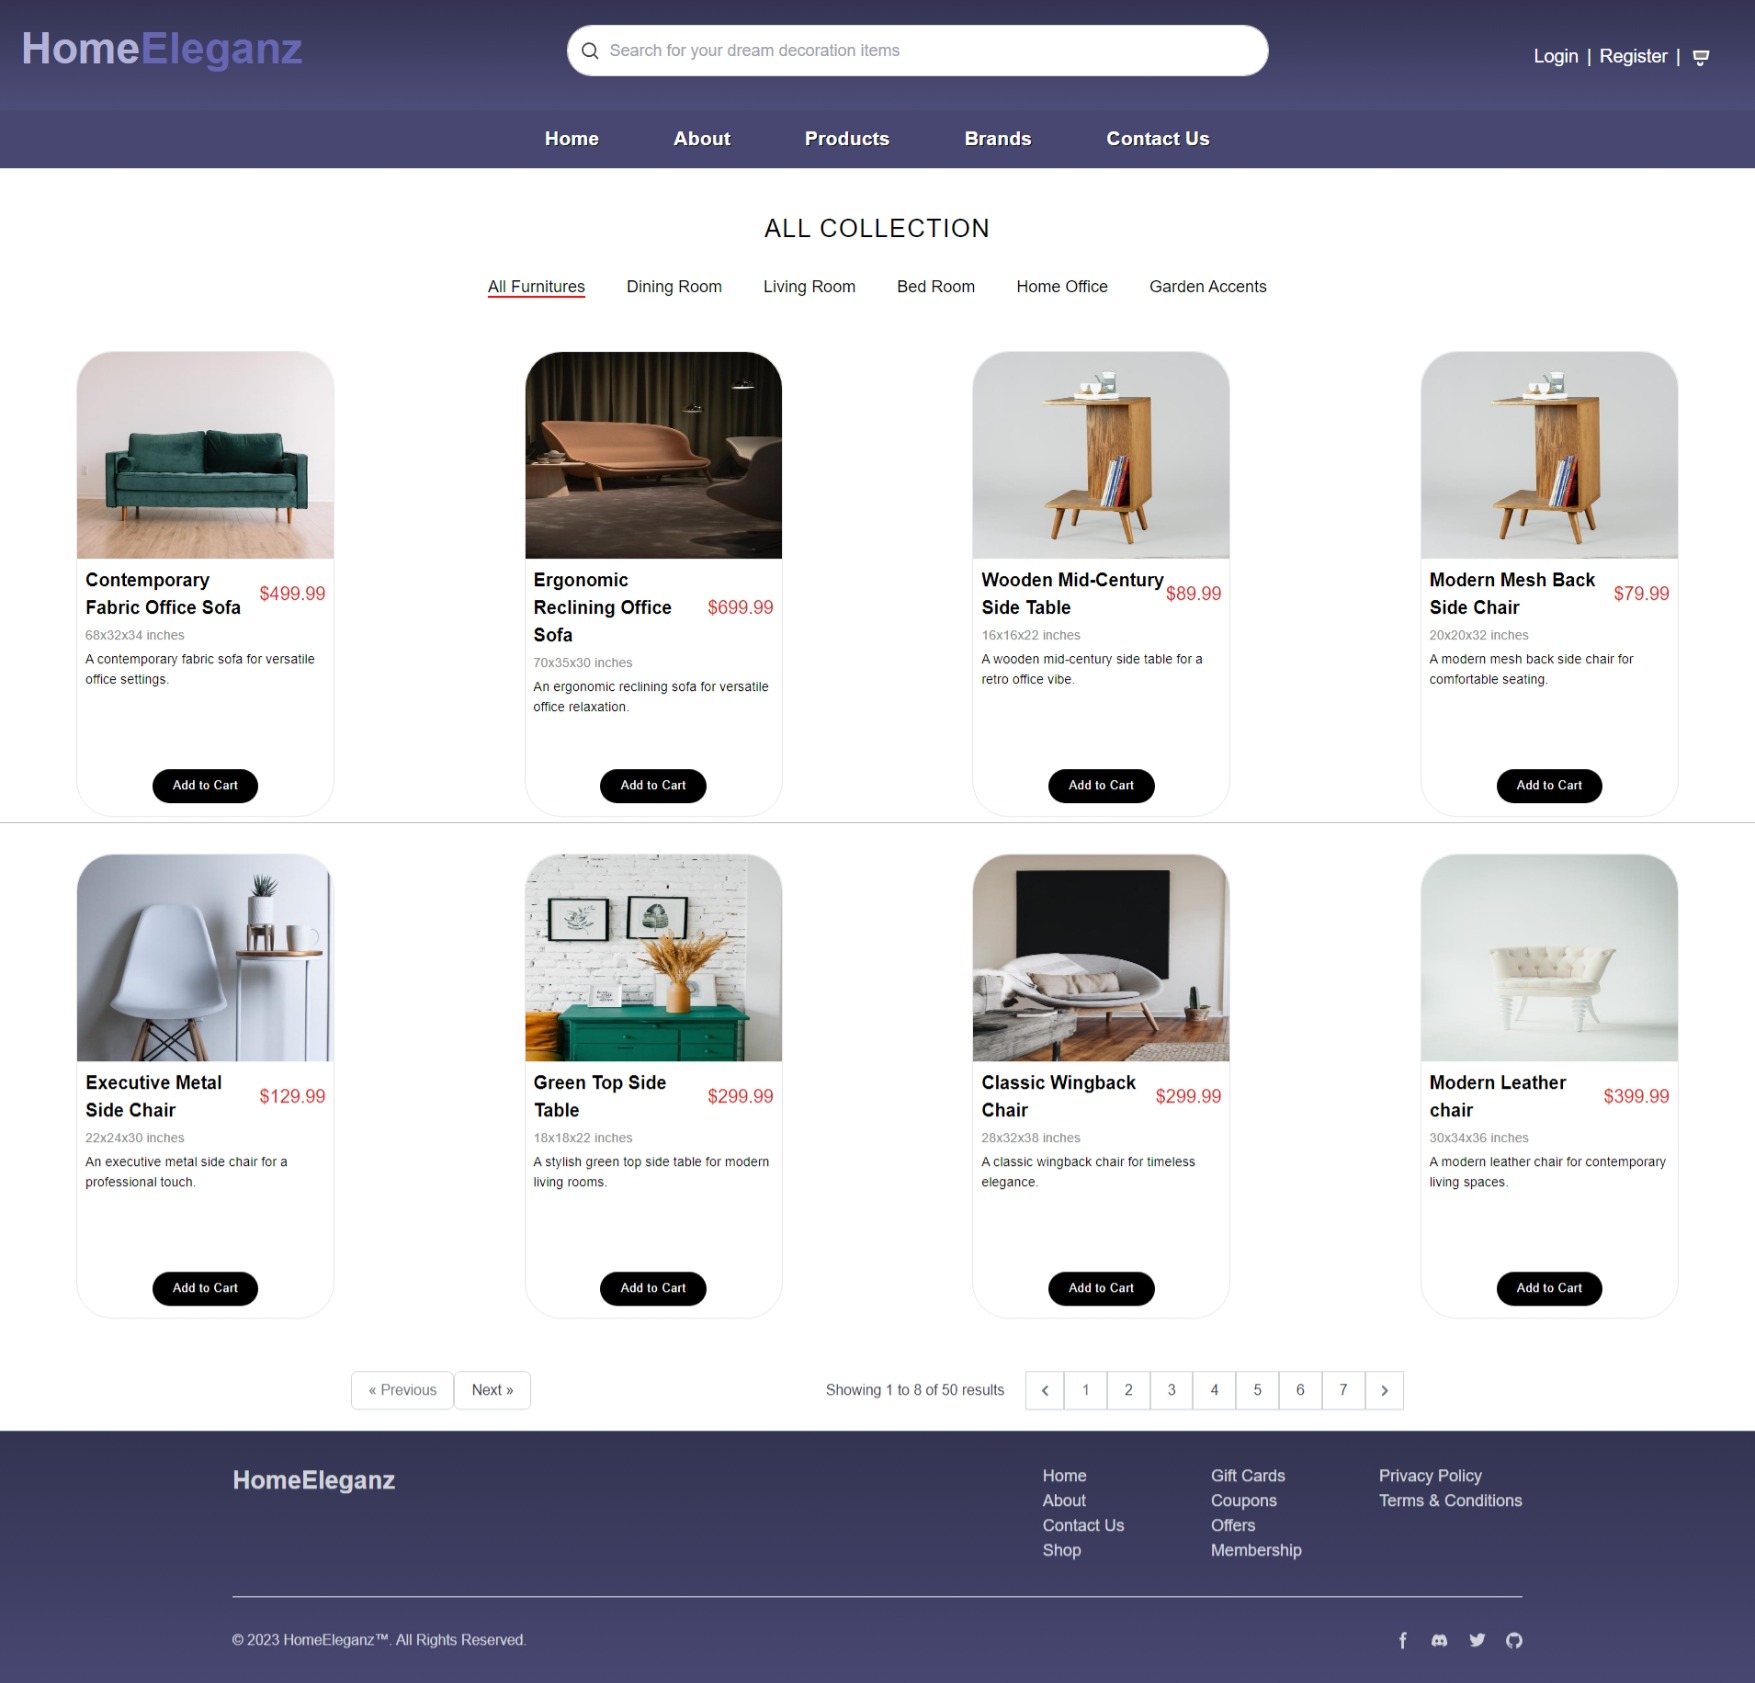 HomeEleganz
Search for your dream decoration items
Login | Register |
Home About Products Brands Contact Us
ALL COLLECTION
All Furnitures Dining Room Living Room Bed Room Home Office Garden Accents
Contemporary
Fabric Office Sofa
$499.99
68x32x34 inches
A contemporary fabric sofa for versatile
office settings.
Add to Cart
Ergonomic
Reclining Office
Sofa
$699.99
70x35x30 inches
An ergonomic reclining sofa for versatile
office relaxation.
Add to Cart
Wooden Mid-Century
Side Table
$89.99
16x16x22 inches
A wooden mid-century side table for a
retro office vibe.
Add to Cart
Modern Mesh Back
Side Chair
$79.99
20x20x32 inches
A modern mesh back side chair for
comfortable seating.
Add to Cart
Executive Metal
Side Chair
$129.99
22x24x30 inches
An executive metal side chair for a
professional touch.
Add to Cart
Green Top Side
Table
$299.99
18x18x22 inches
A stylish green top side table for modern
living rooms.
Add to Cart
Classic Wingback
Chair
$299.99
28x32x38 inches
A classic wingback chair for timeless
elegance.
Add to Cart
Modern Leather
chair
$399.99
30x34x36 inches
A modern leather chair for contemporary
living spaces.
Add to Cart
« Previous Next »
Showing 1 to 8 of 50 results
1 2 3 4 5 6 7
HomeEleganz
Home
About
Contact Us
Shop
Gift Cards
Coupons
Offers
Membership
Privacy Policy
Terms & Conditions
© 2023 HomeEleganz™. All Rights Reserved.